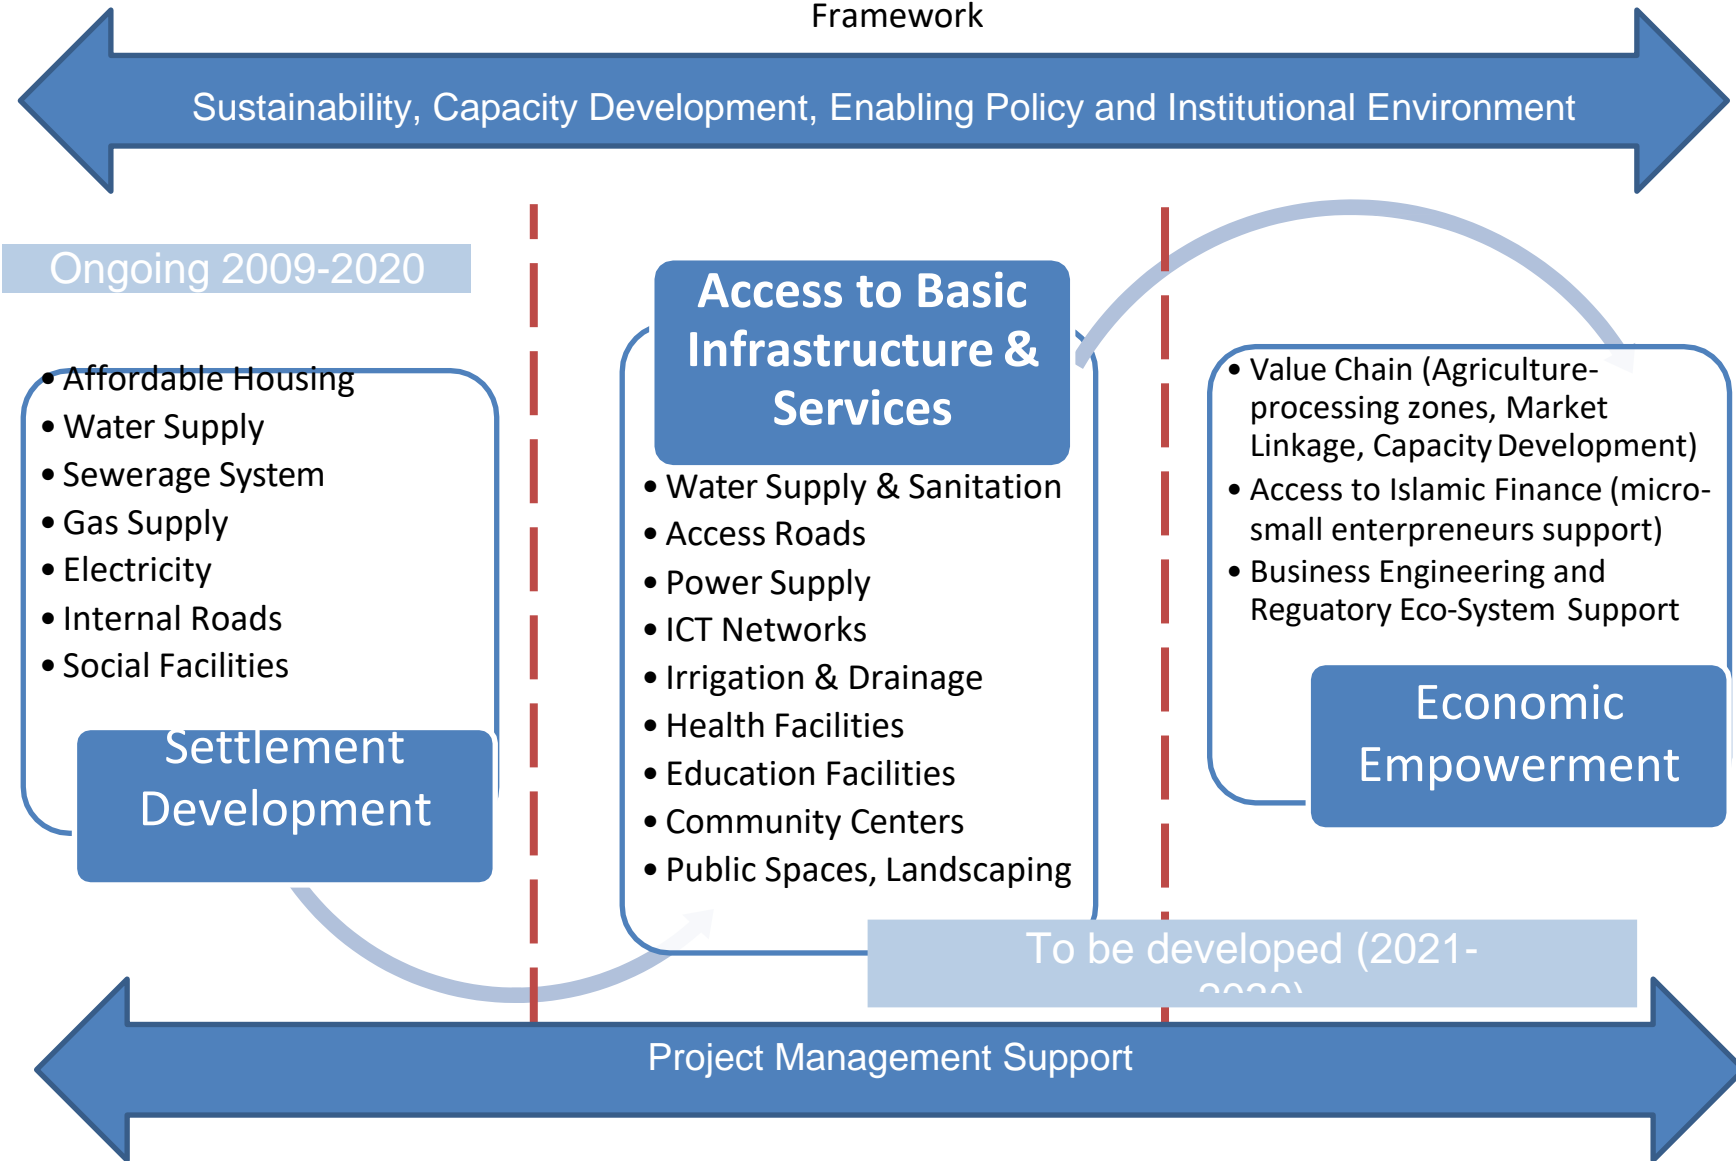 Framework
Sustainability, Capacity Development, Enabling Policy and Institutional Environment
Ongoing 2009-2020
• Affordable Housing
• Water Supply
• Sewerage System
• Gas Supply
• Electricity
• Internal Roads
• Social Facilities
Settlement
Development
Access to Basic
Infrastructure &
Services
• Water Supply & Sanitation
• Access Roads
• Power Supply
• ICT Networks
• Irrigation & Drainage
• Health Facilities
• Education Facilities
• Community Centers
• Public Spaces, Landscaping
• Value Chain (Agriculture-
processing zones, Market
Linkage, Capacity Development)
• Access to Islamic Finance (micro-
small enterpreneurs support)
• Business Engineering and
Reguatory Eco-System Support
Economic
Empowerment
To be developed (2021-
Project Management Support